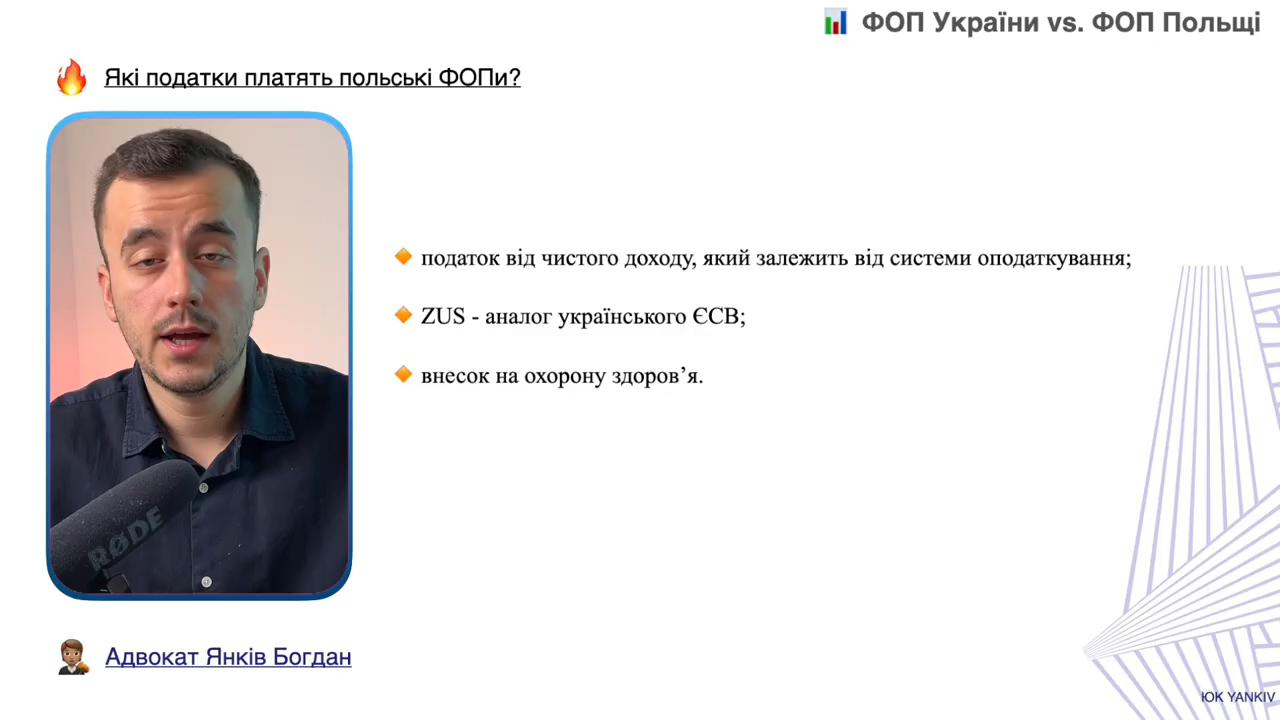 ФОП України vs. ФОП Польщі
Які податки платять польські ФОПи?
податок від чистого доходу, який залежить від системи оподаткування;
ZUS - аналог українського ЄСВ;
внесок на охорону здоров’я.
RØDE
Адвокат Янків Богдан
ЮК YANKIV